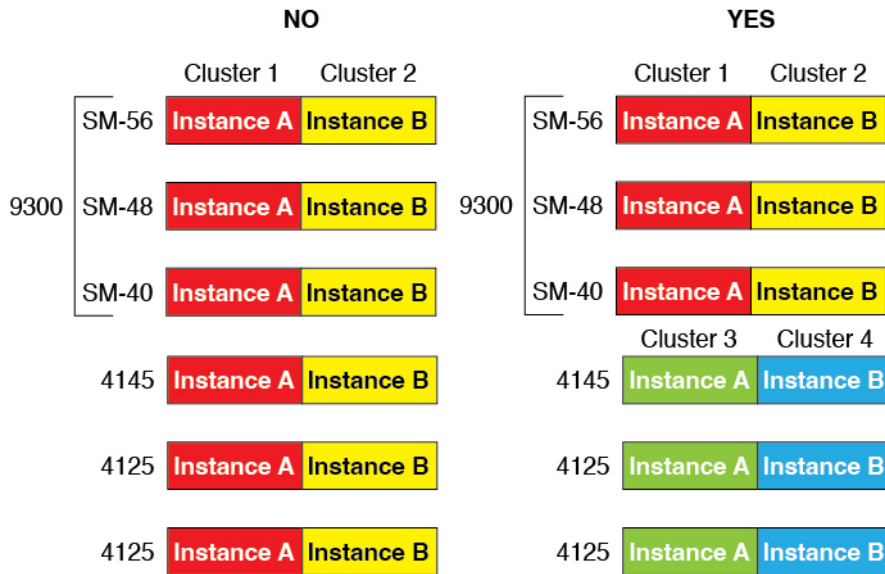 NO YES
Cluster 1 Cluster 2 Cluster 1 Cluster 2
SM-56 Instance A Instance B SM-56 Instance A Instance B
9300 SM-48 Instance A Instance B 9300 SM-48 Instance A Instance B
SM-40 Instance A Instance B SM-40 Instance A Instance B
Cluster 3 Cluster 4
4145 Instance A Instance B 4145 Instance A Instance B
4125 Instance A Instance B 4125 Instance A Instance B
4125 Instance A Instance B 4125 Instance A Instance B